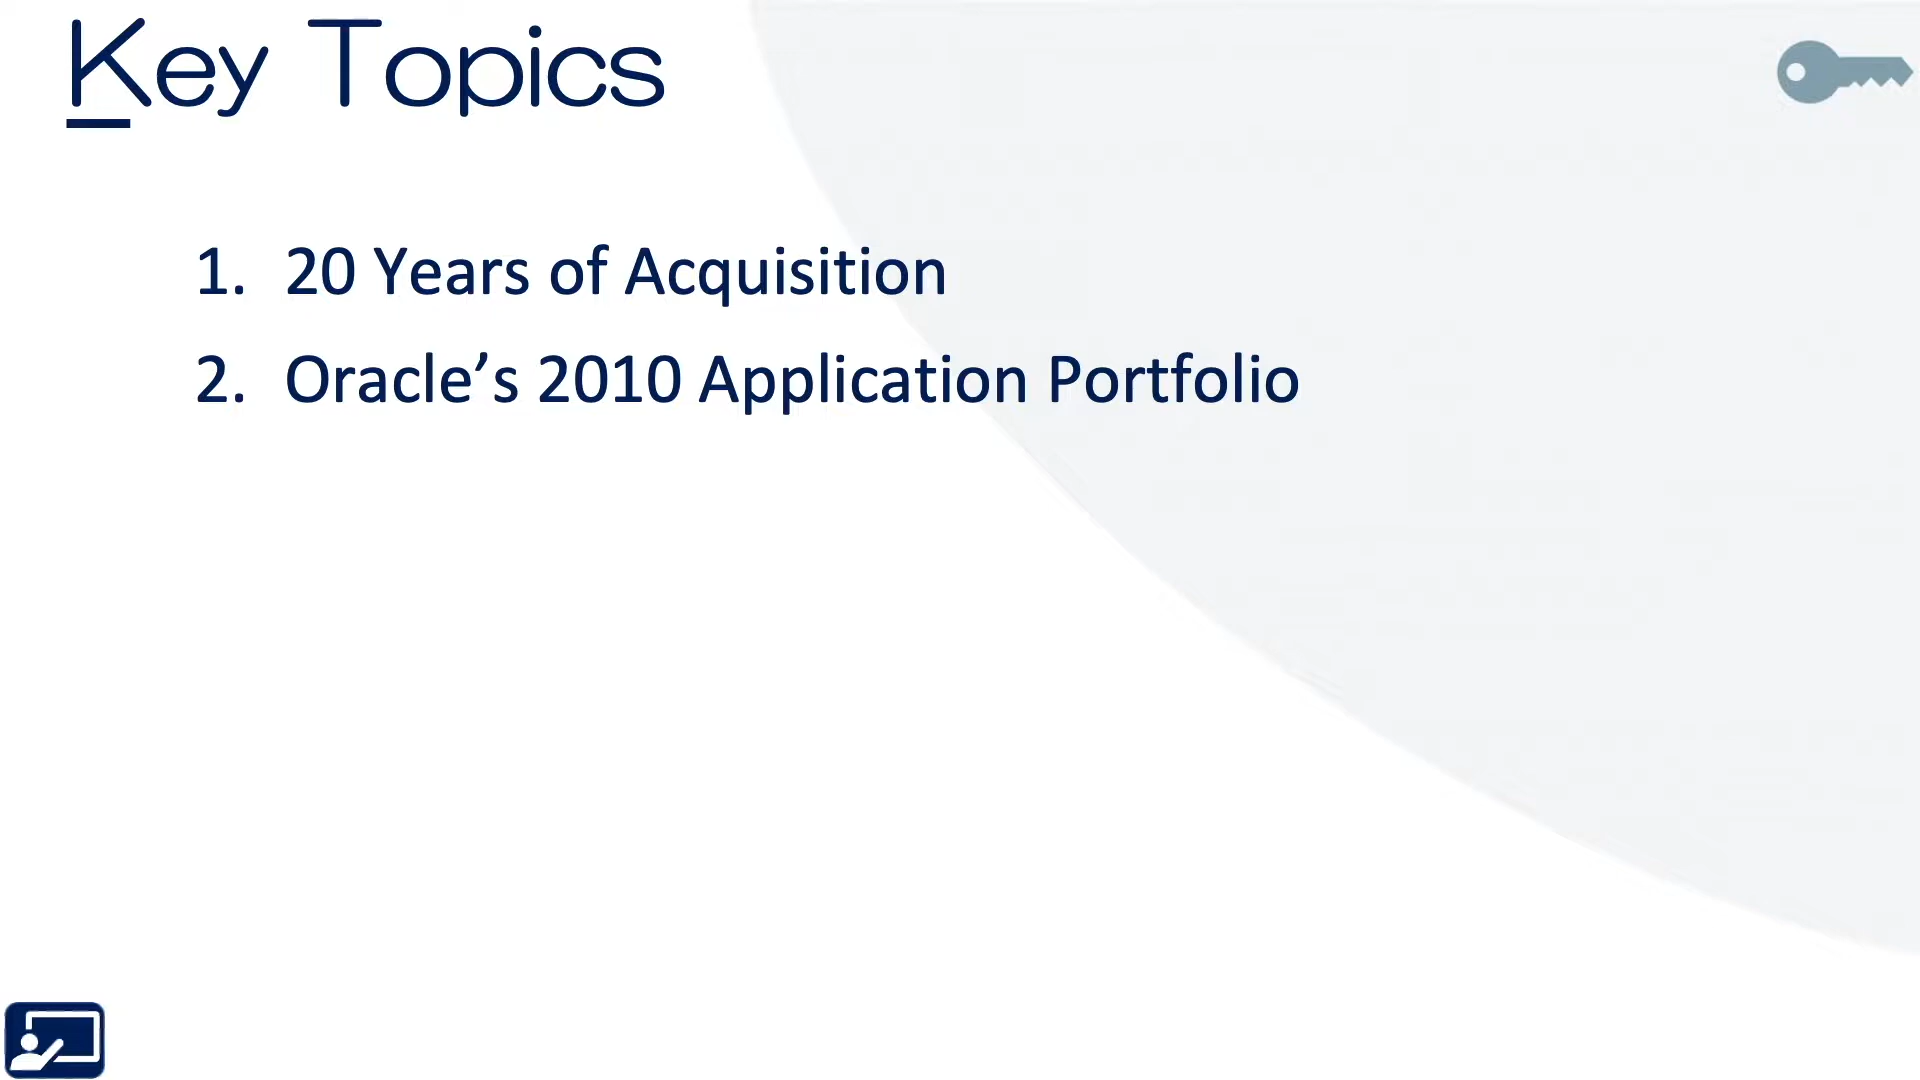 Key Topics
1. 20 Years of Acquisition
2. Oracle’s 2010 Application Portfolio